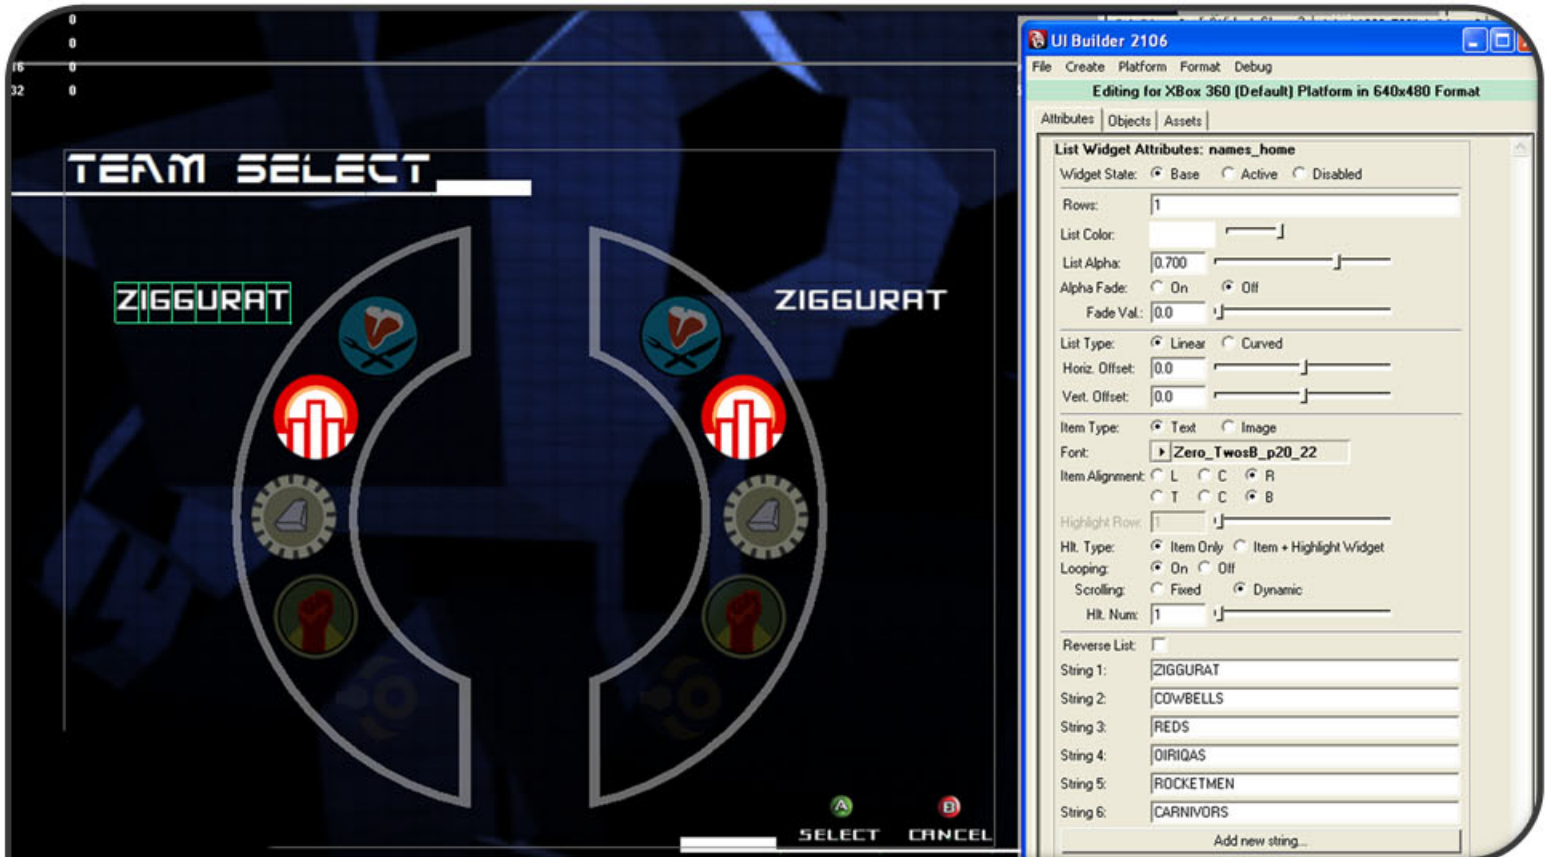 0
0
16 0
32 0
TEAM SELECT
ZIGGURAT
ZIGGURAT
A
B
SELECT
CANCEL
UI Builder 2106
File Create Platform Format Debug
Editing for XBox 360 (Default) Platform in 640x480 Format
Attributes Objects Assets
List Widget Attributes: names_home
Widget State: Base Active Disabled
Rows: 1
List Color:
List Alpha: 0.700
Alpha Fade: On Off
Fade Val.: 0.0
List Type: Linear Curved
Horiz. Offset: 0.0
Vert. Offset: 0.0
Item Type: Text Image
Font: Zero_TwosB_p20_22
Item Alignment: L C R
T C B
Highlight Row: 1
Hlt. Type: Item Only Item + Highlight Widget
Looping: On Off
Scrolling: Fixed Dynamic
Hlt. Num: 1
Reverse List:
String 1: ZIGGURAT
String 2: COWBELLS
String 3: REDS
String 4: OIRIQAS
String 5: ROCKETMEN
String 6: CARNIVORS
Add new string...